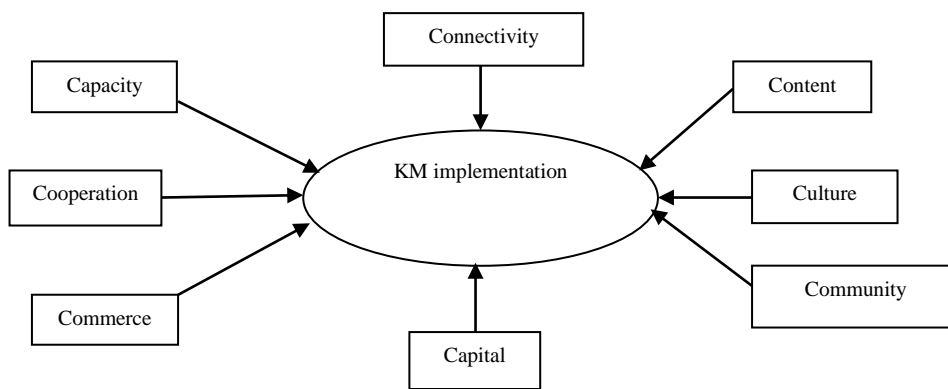 Connectivity
Capacity
Content
KM implementation
Cooperation
Culture
Community
Commerce
Capital